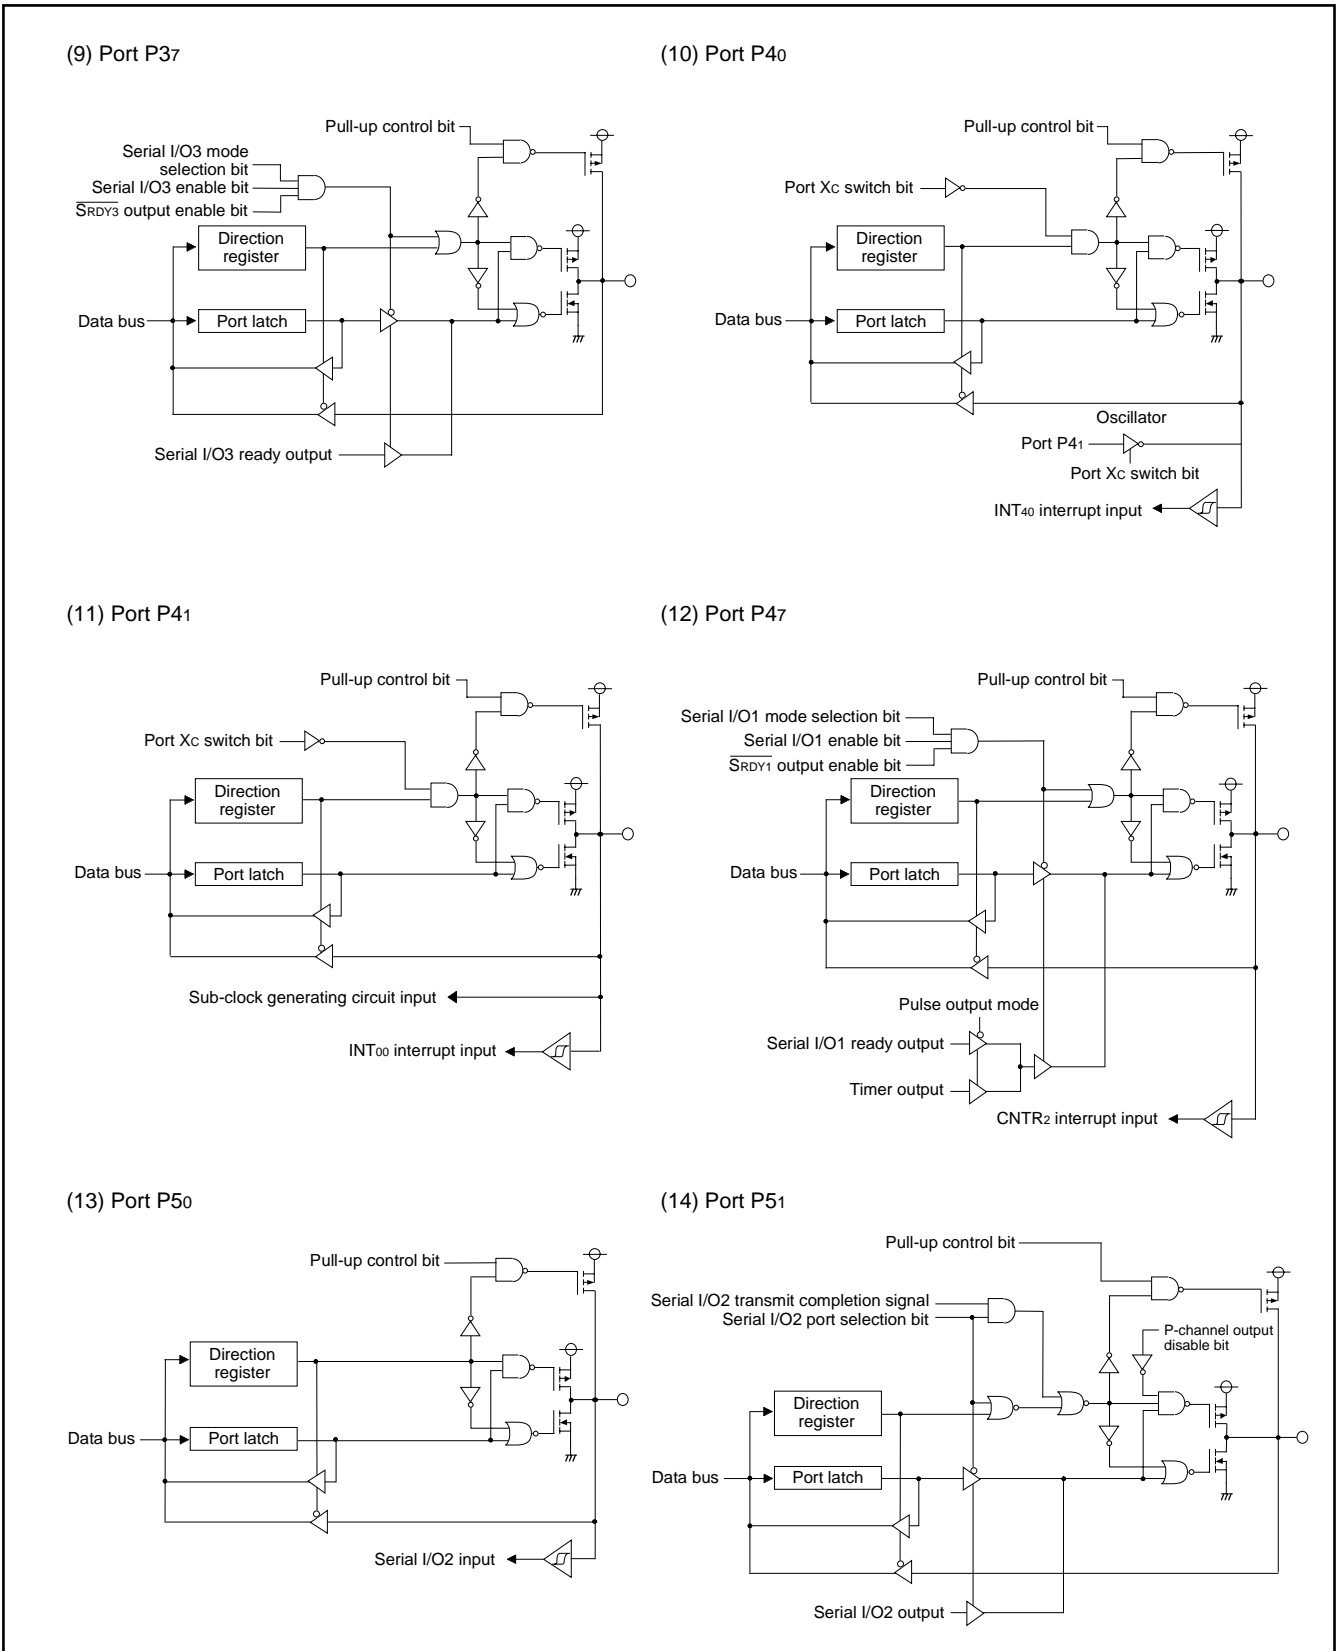 (9) Port P37
Pull-up control bit
Serial I/O3 mode
selection bit
Serial I/O3 enable bit
SRDY3 output enable bit
Direction
register
Data bus
Port latch
Serial I/O3 ready output
(10) Port P40
Pull-up control bit
Port XC switch bit
Direction
register
Data bus
Port latch
Oscillator
Port P41
Port XC switch bit
INT40 interrupt input
(11) Port P41
Pull-up control bit
Port XC switch bit
Direction
register
Data bus
Port latch
Sub-clock generating circuit input
INT00 interrupt input
(12) Port P47
Pull-up control bit
Serial I/O1 mode selection bit
Serial I/O1 enable bit
SRDY1 output enable bit
Direction
register
Data bus
Port latch
Pulse output mode
Serial I/O1 ready output
Timer output
CNTR2 interrupt input
(13) Port P50
Pull-up control bit
Direction
register
Data bus
Port latch
Serial I/O2 input
(14) Port P51
Pull-up control bit
Serial I/O2 transmit completion signal
Serial I/O2 port selection bit
P-channel output
disable bit
Direction
register
Data bus
Port latch
Serial I/O2 output